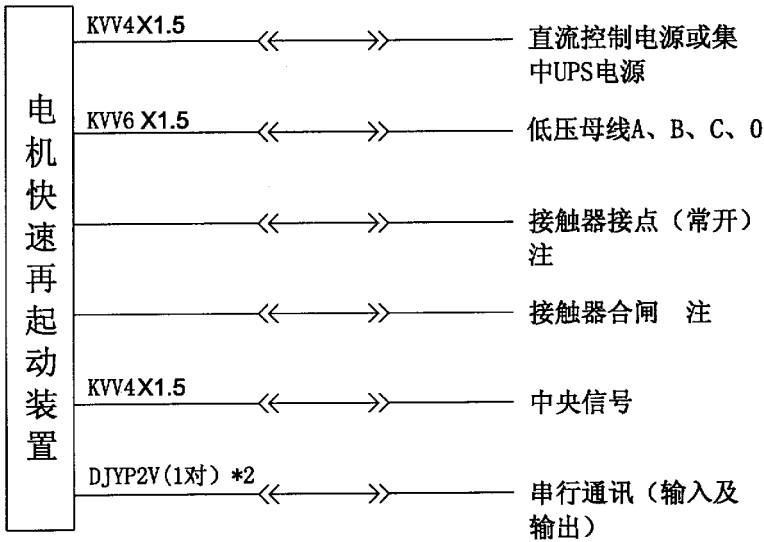 电机快速再起动装置
KVV4X1.5
直流控制电源或集
中UPS电源
KVV6 X1.5
低压母线A、B、C、0
接触器接点（常开）
注
接触器合闸 注
KVV4X1.5
中央信号
DJYP2V(1对）*2
串行通讯（输入及
输出）